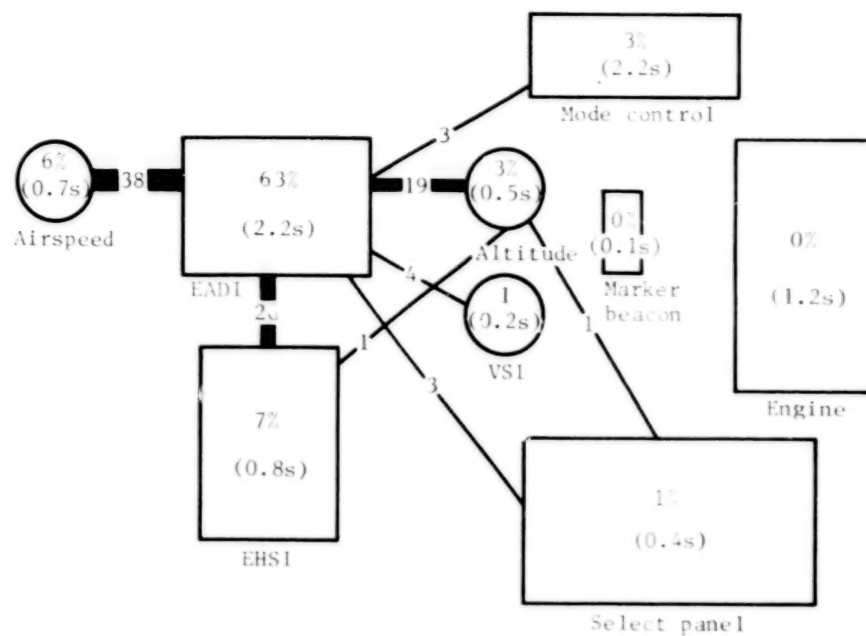 3%
(2.2s)
Mode control
3
6%
(0.7s)
Airspeed
38
63%
(2.2s)
EADI
19
3%
(0.5s)
Altitude
0%
(0.1s)
Marker
beacon
0%
(1.2s)
Engine
4
1
(0.2s)
VSI
1
1
3
7%
(0.8s)
EHSI
1%
(0.4s)
Select panel